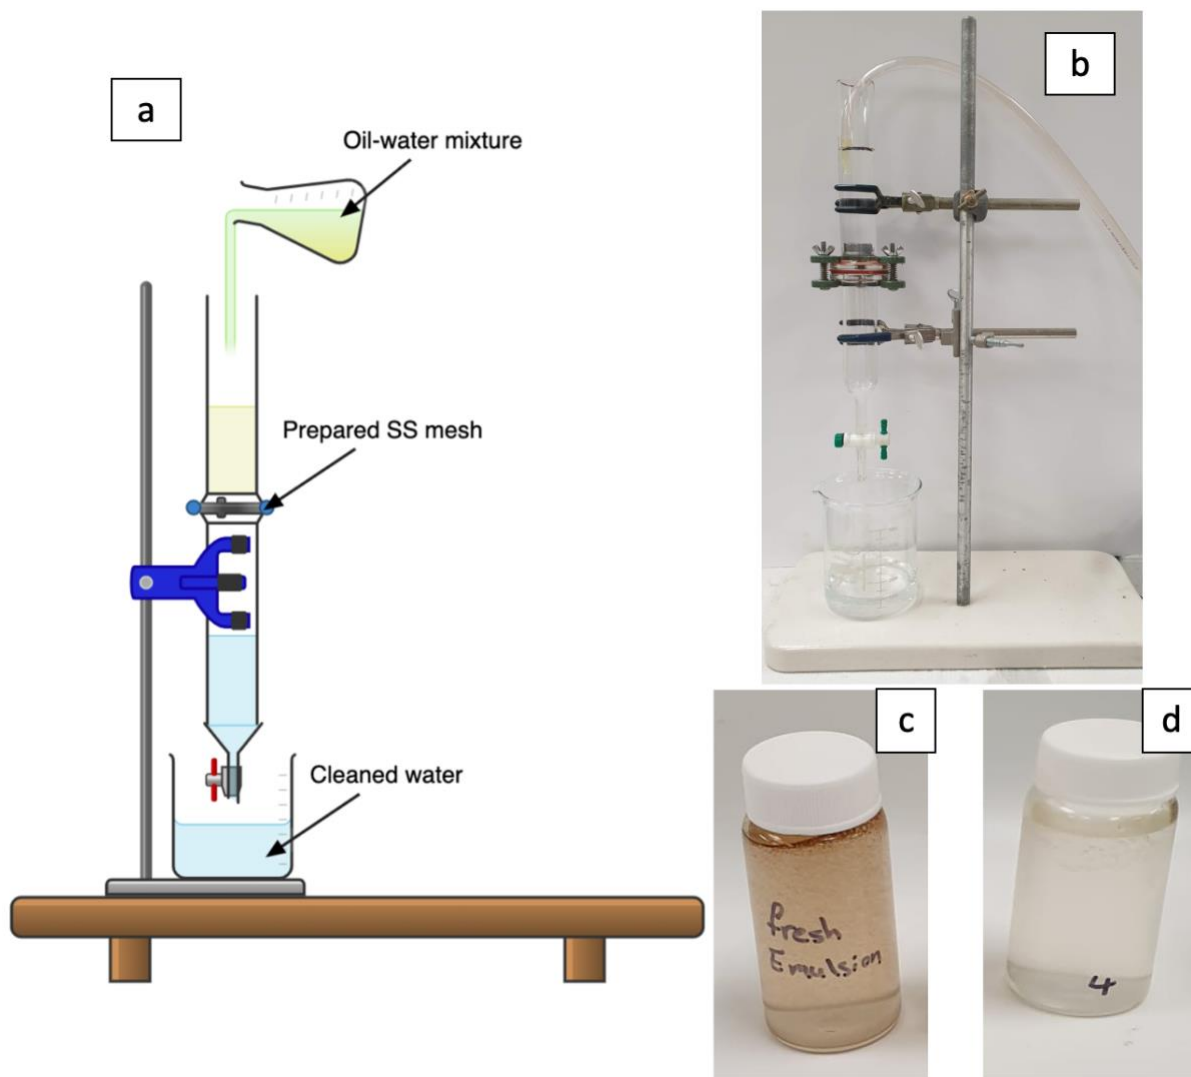 a
b
Oil-water mixture
Prepared SS mesh
Cleaned water
c
d
fresh
Emulsion
4